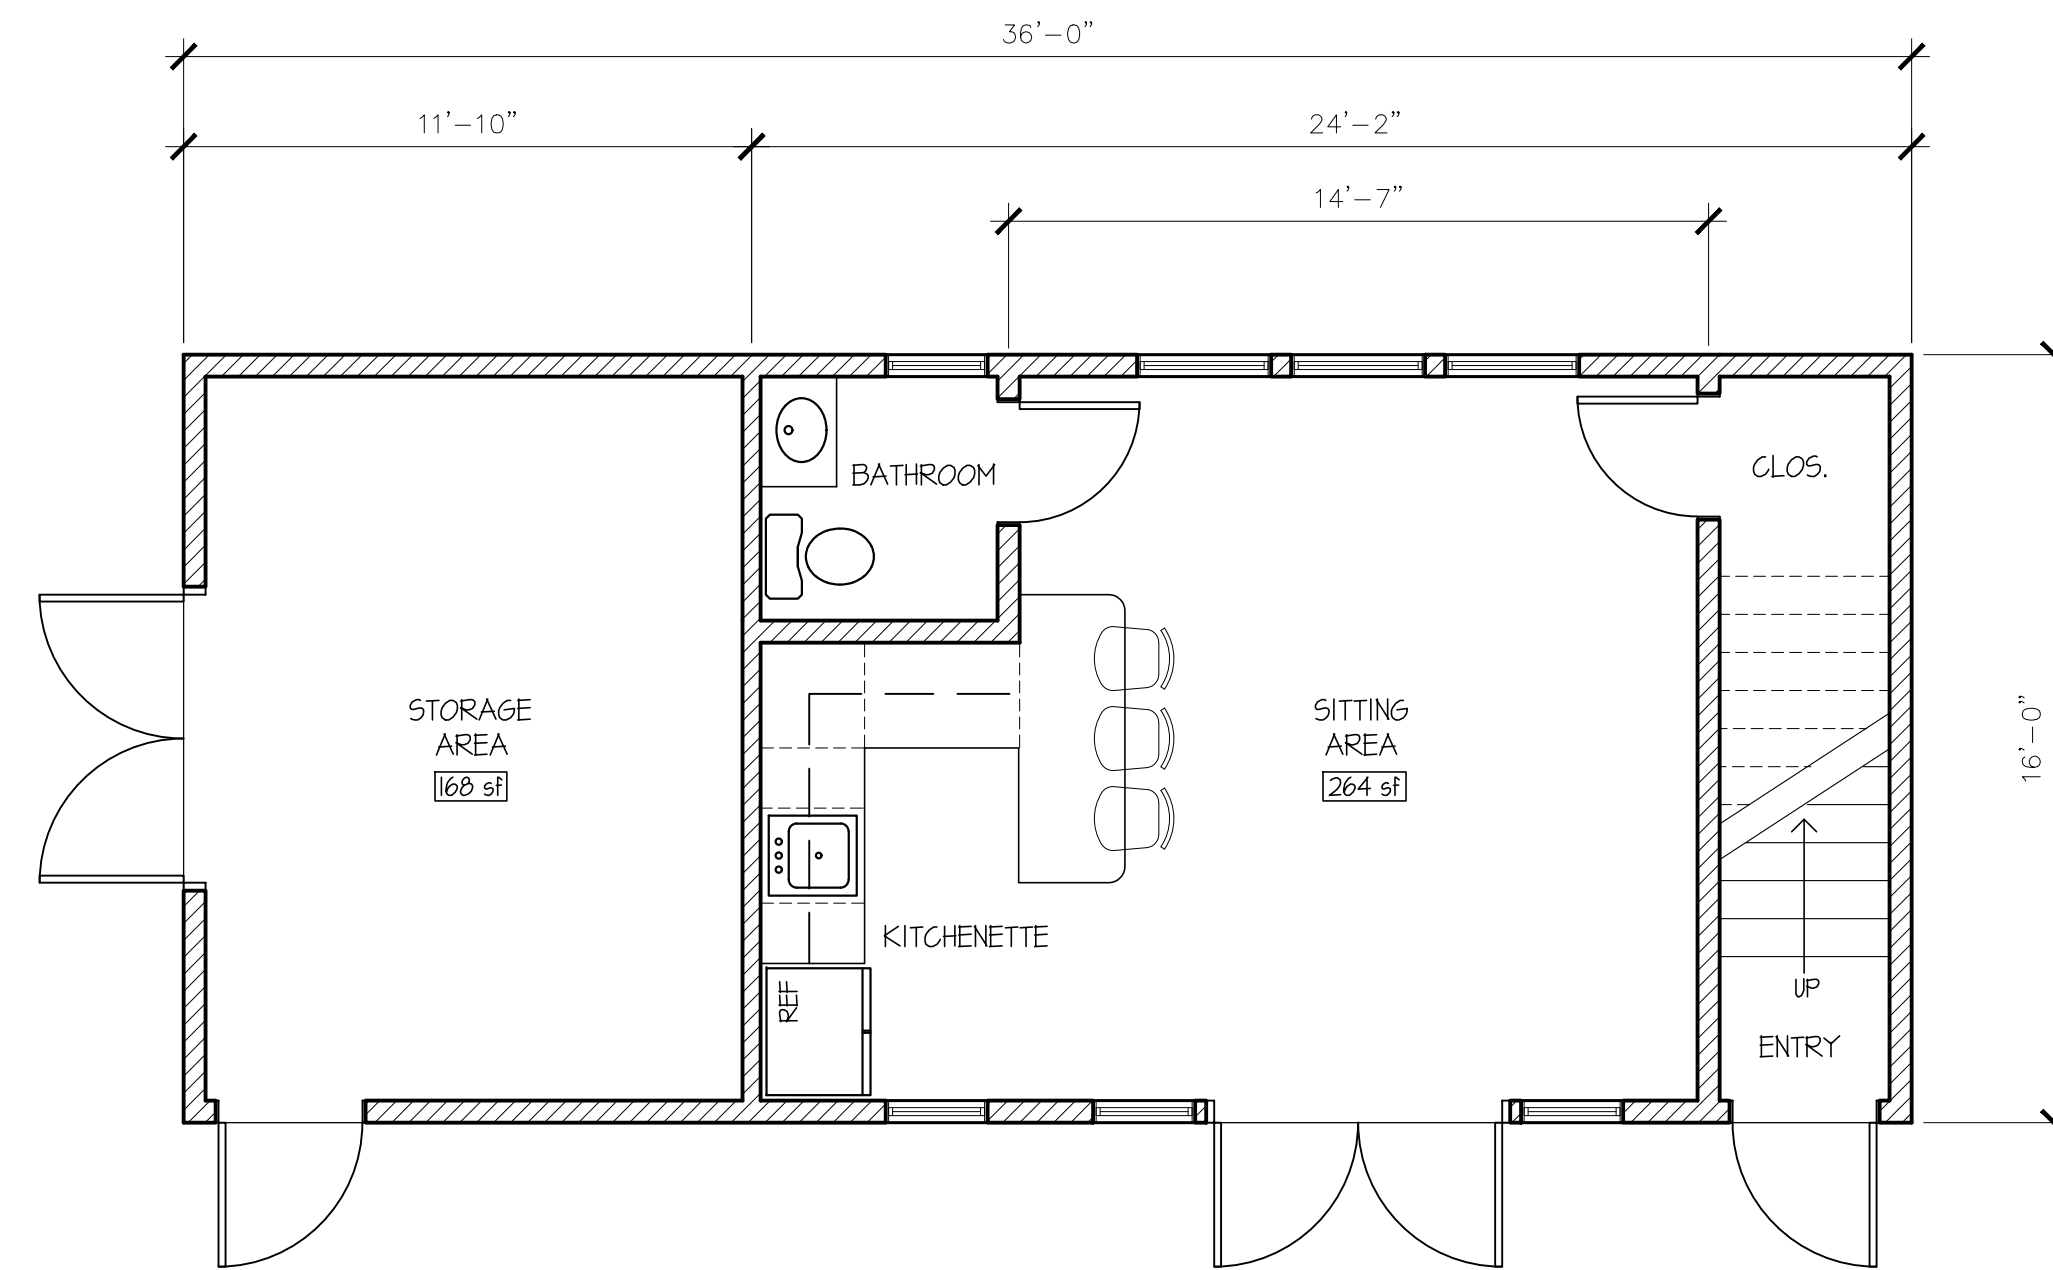 36'-0"
11'-10"
24'-2"
14'-7"
BATHROOM
CLOS.
STORAGE
AREA
168 sf
SITTING
AREA
264 sf
16'-0"
KITCHENETTE
REF
UP
ENTRY